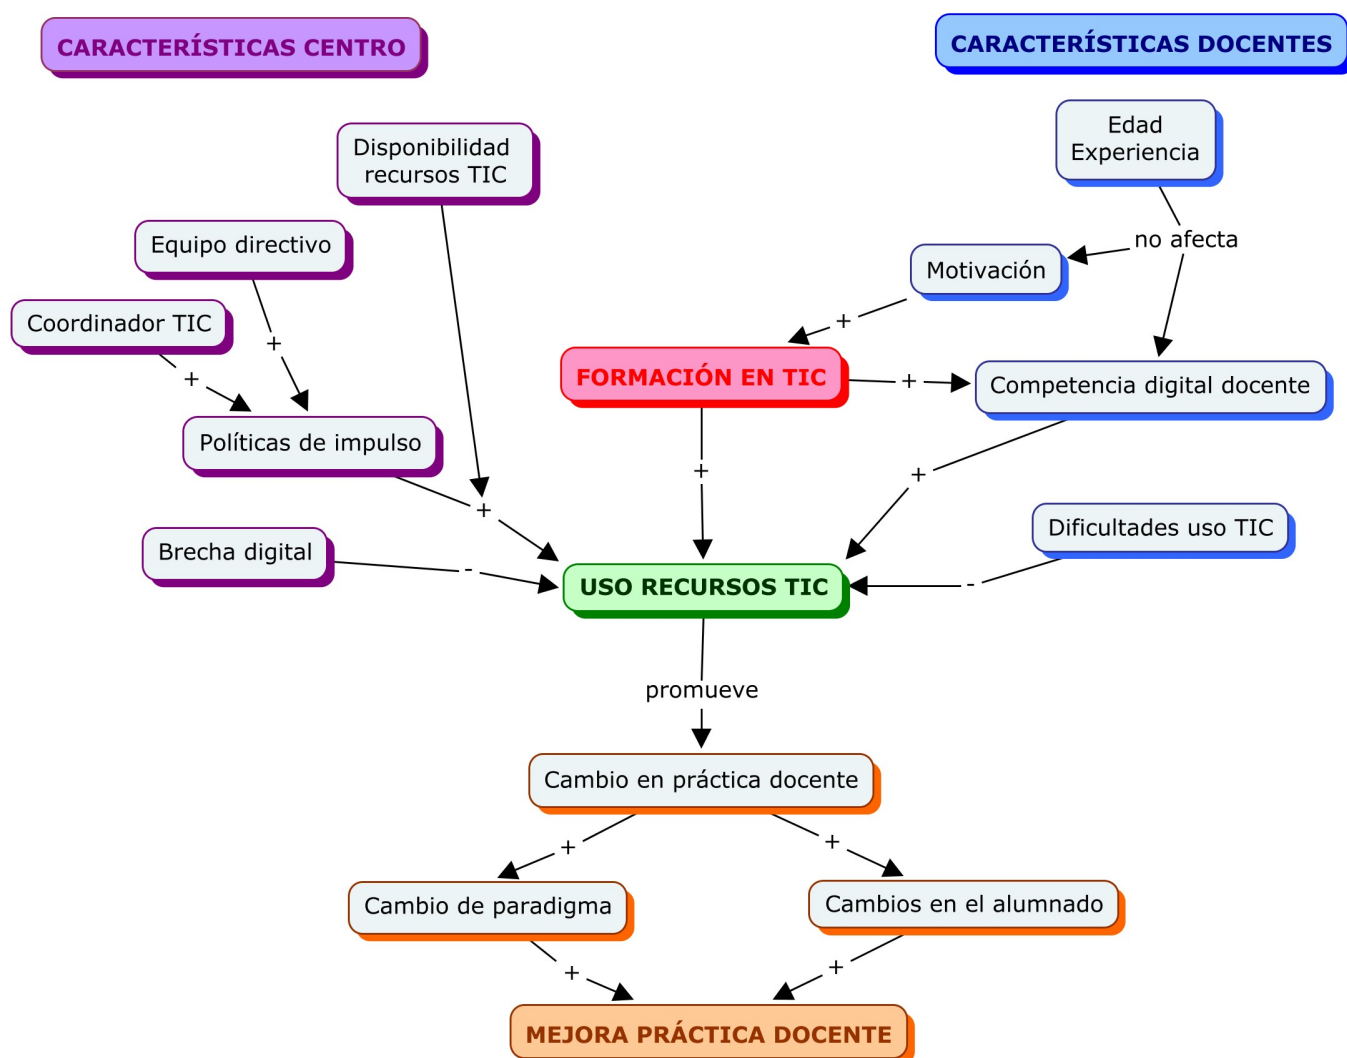 CARACTERÍSTICAS CENTRO
CARACTERÍSTICAS DOCENTES
Edad
Experiencia
Disponibilidad
recursos TIC
Equipo directivo
no afecta
Motivación
Coordinador TIC
+
+
+
FORMACIÓN EN TIC
+
Competencia digital docente
Políticas de impulso
+
+
+
Dificultades uso TIC
Brecha digital
-
-
USO RECURSOS TIC
promueve
Cambio en práctica docente
+
+
Cambio de paradigma
Cambios en el alumnado
+
+
MEJORA PRÁCTICA DOCENTE